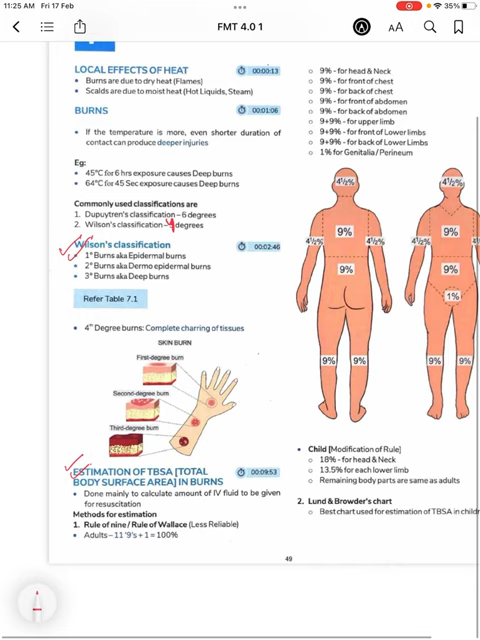 11:25 AM Fri 17 Feb
35%
FMT 4.0 1
AA
LOCAL EFFECTS OF HEAT
00:00:13
• Burns are due to dry heat (Flames)
• Scalds are due to moist heat (Hot Liquids, Steam)
BURNS
00:01:06
• If the temperature is more, even shorter duration of
contact can produce deeper injuries
Eg:
• 45°C for 6 hrs exposure causes Deep burns
• 64°C for 45 Sec exposure causes Deep burns
Commonly used classifications are
1. Dupuytren's classification – 6 degrees
2. Wilson's classification – 4 degrees
Wilson's classification
00:02:46
• 1° Burns aka Epidermal burns
• 2° Burns aka Dermo epidermal burns
• 3° Burns aka Deep burns
Refer Table 7.1
• 4th Degree burns: Complete charring of tissues
SKIN BURN
First-degree burn
Second-degree burn
Third-degree burn
ESTIMATION OF TBSA [TOTAL
BODY SURFACE AREA] IN BURNS
00:09:53
• Done mainly to calculate amount of IV fluid to be given
for resuscitation
Methods for estimation
1. Rule of nine / Rule of Wallace (Less Reliable)
• Adults – 11 '9's + 1 = 100%
o 9% - for head & Neck
o 9% - for front of chest
o 9% - for back of chest
o 9% - for front of abdomen
o 9% - for back of abdomen
o 9+9% - for upper limb
o 9+9% - for front of Lower limbs
o 9+9% - for back of Lower limbs
o 1% for Genitalia / Perineum
4½% 4½%
9% 9%
4½% 4½% 4½% 4½%
9% 9%
1%
9% 9% 9% 9%
• Child [Modification of Rule]
o 18% - for head & Neck
o 13.5% for each lower limb
o Remaining body parts are same as adults
2. Lund & Browder's chart
o Best chart used for estimation of TBSA in childr
49